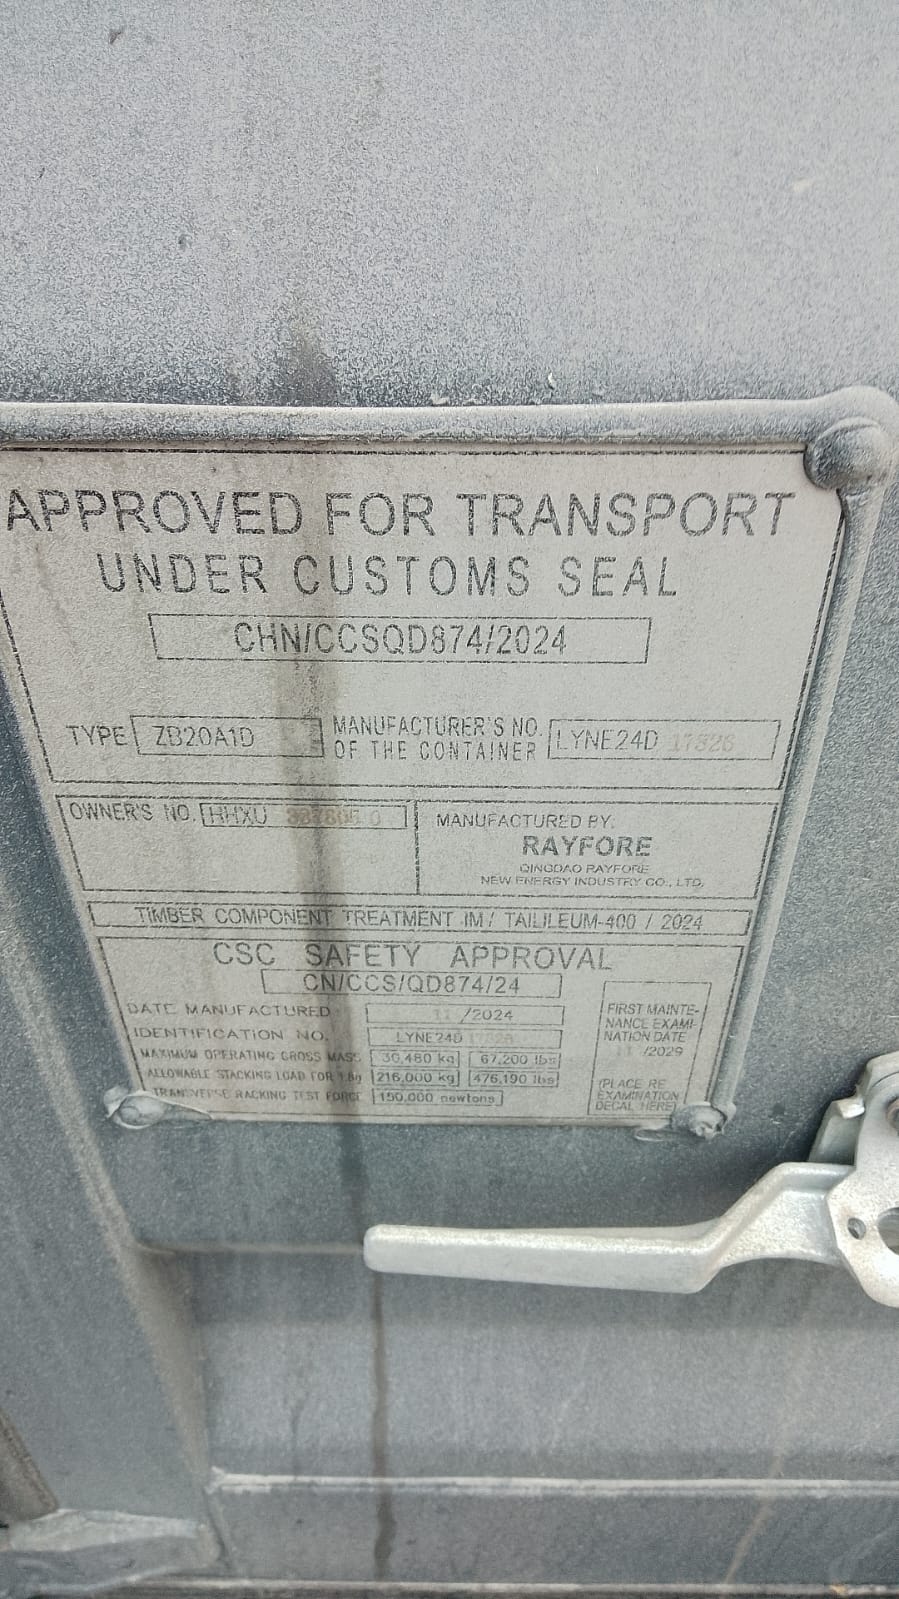 APPROVED FOR TRANSPORT
UNDER CUSTOMS SEAL
CHN/CCSQD874/2024
TYPE ZB20A1D MANUFACTURER'S NO. OF THE CONTAINER LYNE24D 17326
OWNER'S NO. HHXU
MANUFACTURED BY:
RAYFORE
QINGDAO RAYFORE
NEW ENERGY INDUSTRY CO., LTD.
TIMBER COMPONENT TREATMENT IM / TAILILEUM-400 / 2024
CSC SAFETY APPROVAL
CN/CCS/QD874/24
DATE MANUFACTURED: 11 /2024
IDENTIFICATION NO. LYNE24D 17326
MAXIMUM OPERATING GROSS MASS 30,480 kg 67,200 lbs
ALLOWABLE STACKING LOAD FOR 1.8g 216,000 kg 476,190 lbs
TRANSVERSE RACKING TEST FORCE 150,000 newtons
FIRST MAINTE-
NANCE EXAMI-
NATION DATE
11 /2029
(PLACE RE
EXAMINATION
DECAL HERE)